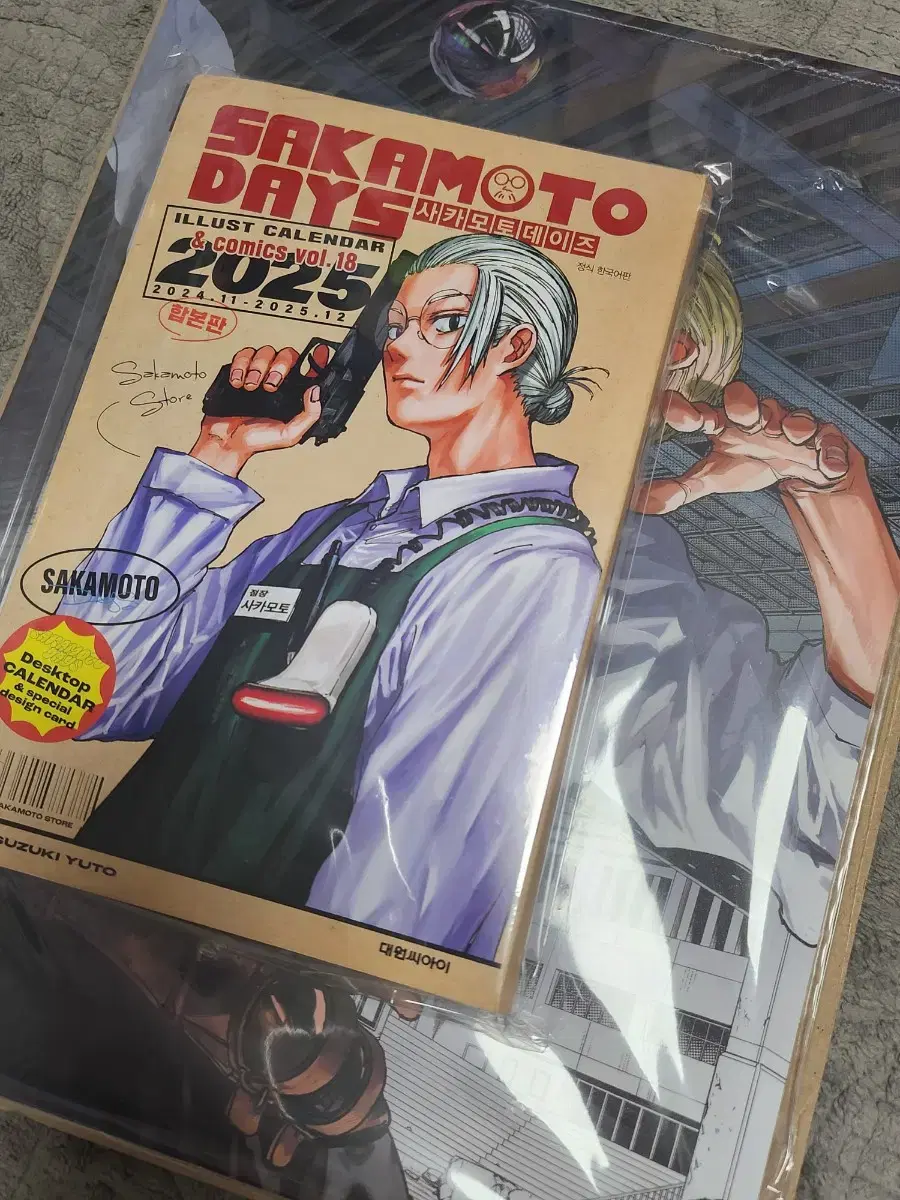 SAKAMOTO
DAYS
사카모토데이즈
정식 한국어판
ILLUST CALENDAR
& comics vol.18
2025
2024.11-2025.12
합본판
Sakamoto
Store
점장
사카모토
SAKAMOTO
Desktop
CALENDAR
& special
design card
SAKAMOTO STORE
SUZUKI YUTO
대원씨아이